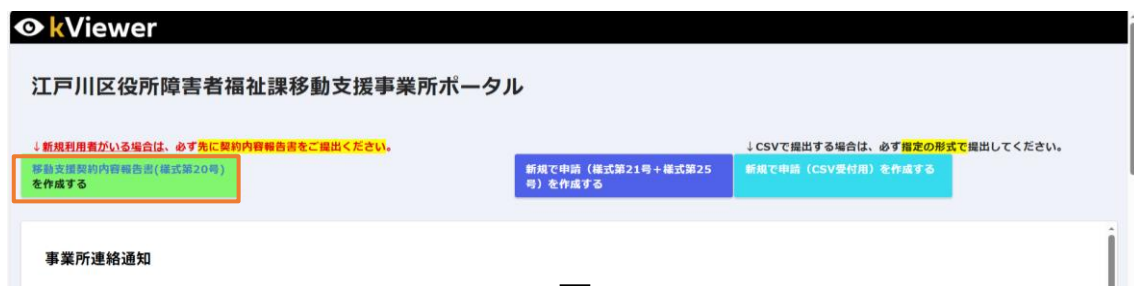 kViewer
江戸川区役所障害者福祉課移動支援事業所ポータル
↓新規利用者がいる場合は、必ず先に契約内容報告書をご提出ください。
↓CSVで提出する場合は、必ず指定の形式で提出してください。
移動支援契約内容報告書(様式第20号)
を作成する
新規で申請（様式第21号＋様式第25
号）を作成する
新規で申請（CSV受付用）を作成する
事業所連絡通知